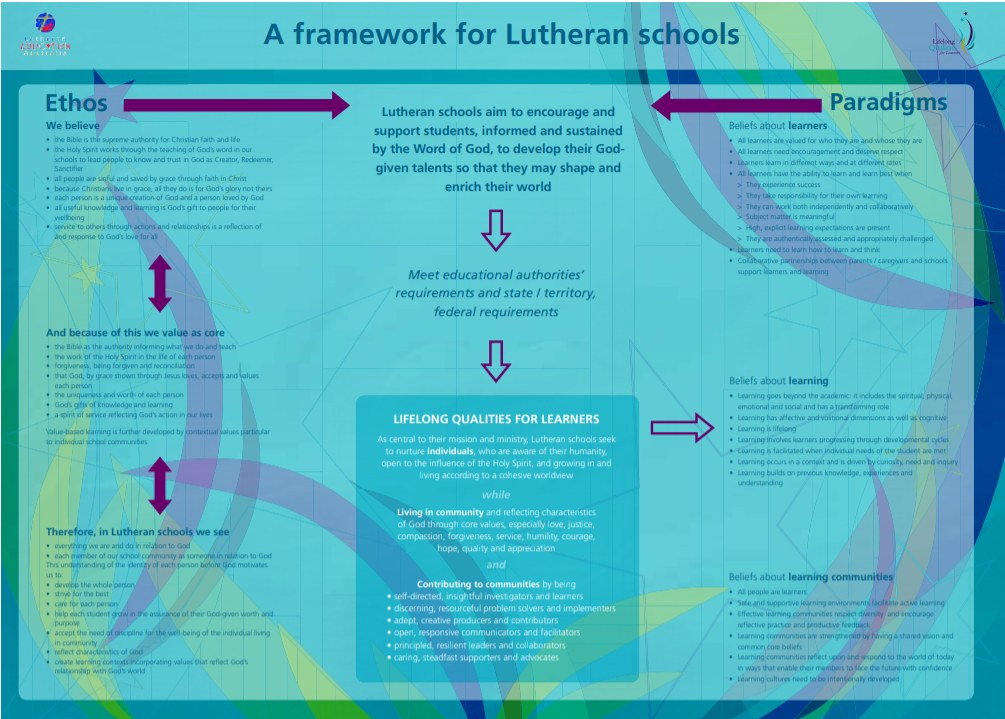 A framework for Lutheran schools
Lifelong
Qualities
for Learners
Ethos
We believe
• the Bible is the supreme authority for Christian faith and life
• the Holy Spirit works through the teaching of God's word in our
schools to lead people to know and trust in God as Creator, Redeemer,
Sanctifier
• all people are sinful and saved by grace through faith in Christ
• because Christians live in grace, all they do is for God's glory not theirs
• each person is a unique creation of God and a person loved by God
• all useful knowledge and learning is God's gift to people for their
wellbeing
• service to others through actions and relationships is a reflection of
and response to God's love for all
And because of this we value as core
• the Bible as the authority informing what we do and teach
• the work of the Holy Spirit in the life of each person
• forgiveness, being forgiven and reconciliation
• that God, by grace shown through Jesus loves, accepts and values
each person
• the uniqueness and worth of each person
• God's gifts of knowledge and learning
• a spirit of service reflecting God's action in our lives
Value-based learning is further developed by contextual values particular
to individual school communities
Therefore, in Lutheran schools we see
• everything we are and do in relation to God
• each member of our school community as someone in relation to God
This understanding of the identity of each person before God motivates
us to:
• develop the whole person
• strive for the best
• care for each person
• help each student grow in the assurance of their God-given worth and
purpose
• accept the need of discipline for the well-being of the individual living
in community
• reflect characteristics of God
• create learning contexts incorporating values that reflect God's
relationship with God's world
Lutheran schools aim to encourage and
support students, informed and sustained
by the Word of God, to develop their God-
given talents so that they may shape and
enrich their world
Meet educational authorities'
requirements and state / territory,
federal requirements
LIFELONG QUALITIES FOR LEARNERS
As central to their mission and ministry, Lutheran schools seek
to nurture individuals, who are aware of their humanity,
open to the influence of the Holy Spirit, and growing in and
living according to a cohesive worldview
while
Living in community and reflecting characteristics
of God through core values, especially love, justice,
compassion, forgiveness, service, humility, courage,
hope, quality and appreciation
and
Contributing to communities by being
• self-directed, insightful investigators and learners
• discerning, resourceful problem solvers and implementers
• adept, creative producers and contributors
• open, responsive communicators and facilitators
• principled, resilient leaders and collaborators
• caring, steadfast supporters and advocates
Paradigms
Beliefs about learners
• All learners are valued for who they are and whose they are
• All learners need encouragement and deserve respect
• Learners learn in different ways and at different rates
• All learners have the ability to learn and learn best when
> They experience success
> They take responsibility for their own learning
> They can work both independently and collaboratively
> Subject matter is meaningful
> High, explicit learning expectations are present
> They are authentically assessed and appropriately challenged
• Learners need to learn how to learn and think
• Collaborative partnerships between parents / caregivers and schools
support learners and learning
Beliefs about learning
• Learning goes beyond the academic: it includes the spiritual, physical,
emotional and social and has a transforming role
• Learning has affective and volitional dimensions as well as cognitive
• Learning is lifelong
• Learning involves learners progressing through developmental cycles
• Learning is facilitated when individual needs of the student are met
• Learning occurs in a context and is driven by curiosity, need and inquiry
• Learning builds on previous knowledge, experiences and
understanding
Beliefs about learning communities
• All people are learners
• Safe and supportive learning environments facilitate active learning
• Effective learning communities respect diversity, and encourage
reflective practice and productive feedback
• Learning communities are strengthened by having a shared vision and
common core beliefs
• Learning communities reflect upon and respond to the world of today
in ways that enable their members to face the future with confidence
• Learning cultures need to be intentionally developed